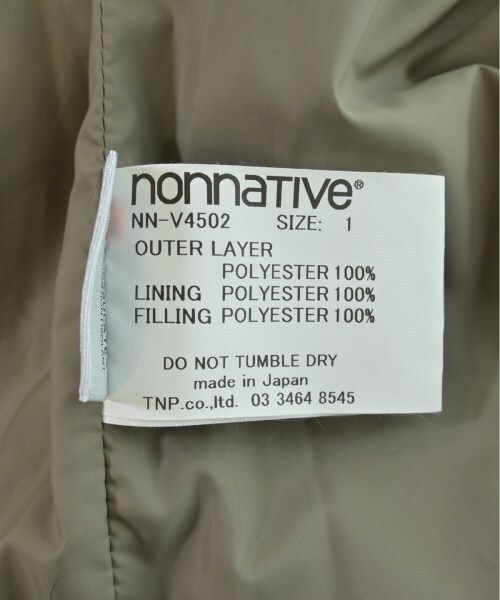 nonnative®
NN-V4502 SIZE: 1
OUTER LAYER
POLYESTER 100%
LINING POLYESTER 100%
FILLING POLYESTER 100%
DO NOT TUMBLE DRY
made in Japan
TNP.co.,ltd. 03 3464 8545